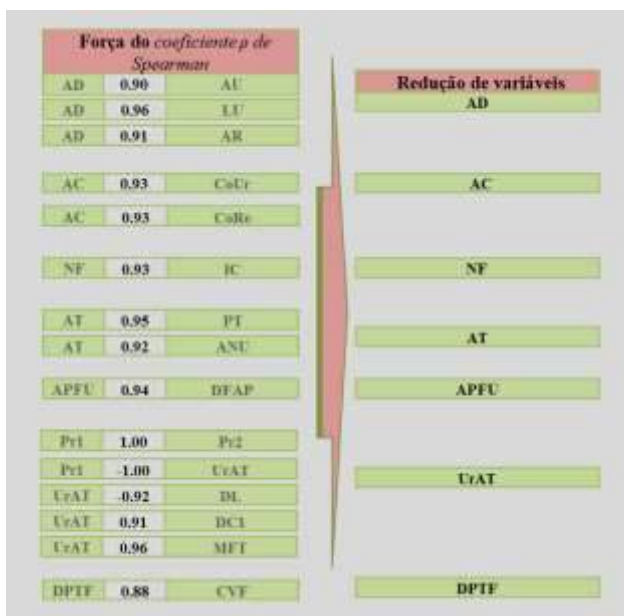 Força do coeficiente ρ de
Spearman
AD 0.90 AU
AD 0.96 LU
AD 0.91 AR
AC 0.93 CoUr
AC 0.93 CoRe
NF 0.93 IC
AT 0.95 PT
AT 0.92 ANU
APFU 0.94 DFAP
Pr1 1.00 Pr2
Pr1 -1.00 UrAT
UrAT -0.92 DL
UrAT 0.91 DC1
UrAT 0.96 MFT
DPTF 0.88 CVF
Redução de variáveis
AD
AC
NF
AT
APFU
UrAT
DPTF